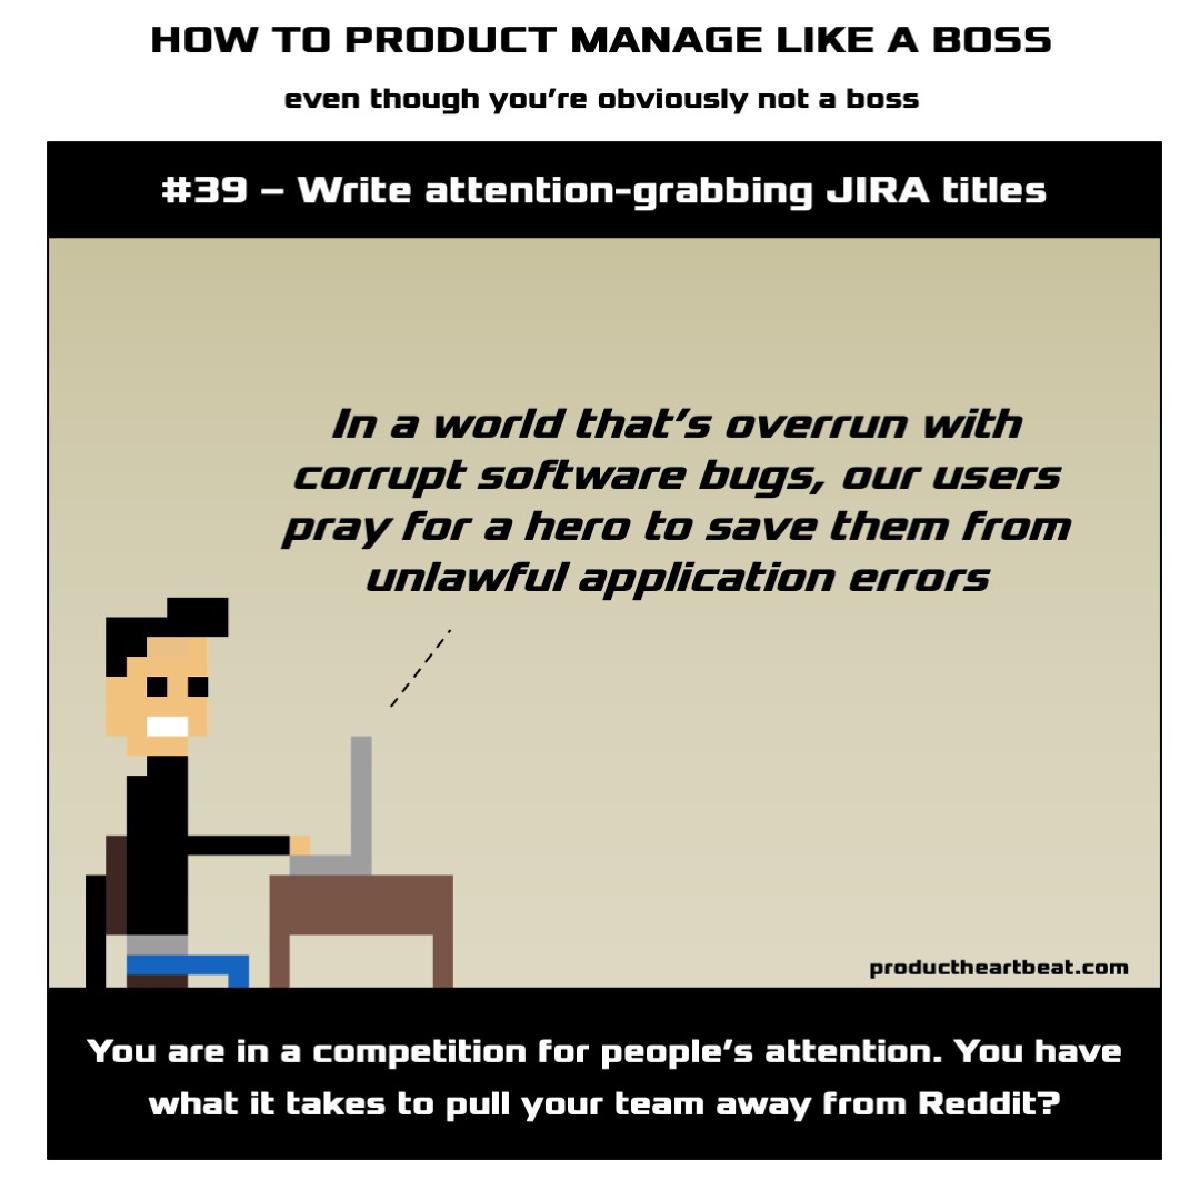 HOW TO PRODUCT MANAGE LIKE A BOSS
even though you're obviously not a boss
#39 – Write attention-grabbing JIRA titles
In a world that's overrun with
corrupt software bugs, our users
pray for a hero to save them from
unlawful application errors
productheartbeat.com
You are in a competition for people's attention. You have
what it takes to pull your team away from Reddit?